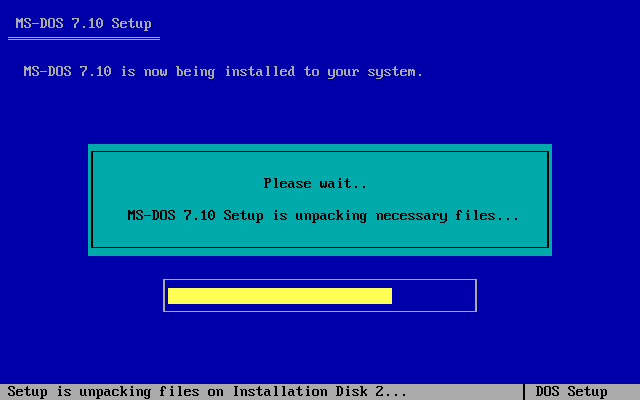 MS-DOS 7.10 Setup
MS-DOS 7.10 is now being installed to your system.
Please wait..
MS-DOS 7.10 Setup is unpacking necessary files...
Setup is unpacking files on Installation Disk 2...
DOS Setup